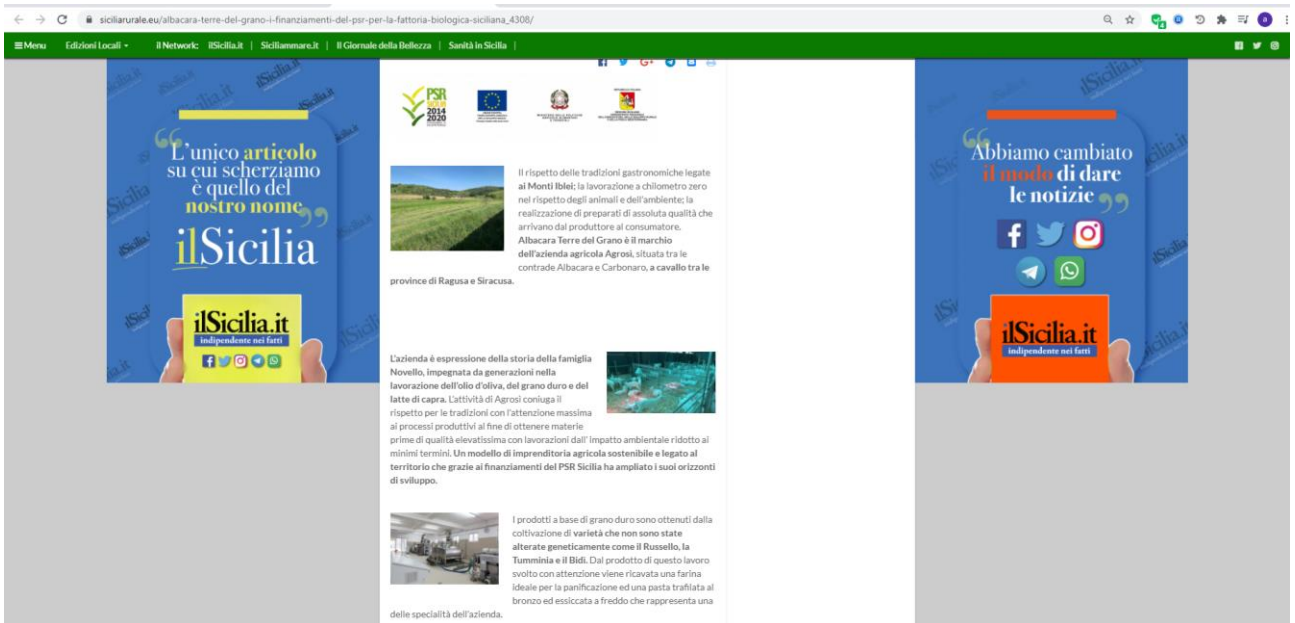 siciliarurale.eu/albacara-terre-del-grano-i-finanziamenti-del-psr-per-la-fattoria-biologica-siciliana_4308/
Menu Edizioni Locali il Network: ilSicilia.it | Siciliammare.it | Il Giornale della Bellezza | Sanità in Sicilia |
L'unico articolo
su cui scherziamo
è quello del
nostro nome
ilSicilia
ilSicilia.it
indipendente nei fatti
PSR
SICILIA
2014
2020
Il rispetto delle tradizioni gastronomiche legate
ai Monti Iblei; la lavorazione a chilometro zero
nel rispetto degli animali e dell'ambiente; la
realizzazione di preparati di assoluta qualità che
arrivano dal produttore al consumatore.
Albacara Terre del Grano è il marchio
dell'azienda agricola Agrosì, situata tra le
contrade Albacara e Carbonaro, a cavallo tra le
province di Ragusa e Siracusa.
L'azienda è espressione della storia della famiglia
Novello, impegnata da generazioni nella
lavorazione dell'olio d'oliva, del grano duro e del
latte di capra. L'attività di Agrosì coniuga il
rispetto per le tradizioni con l'attenzione massima
ai processi produttivi al fine di ottenere materie
prime di qualità elevatissima con lavorazioni dall' impatto ambientale ridotto ai
minimi termini. Un modello di imprenditoria agricola sostenibile e legato al
territorio che grazie ai finanziamenti del PSR Sicilia ha ampliato i suoi orizzonti
di sviluppo.
I prodotti a base di grano duro sono ottenuti dalla
coltivazione di varietà che non sono state
alterate geneticamente come il Russello, la
Tumminia e il Bidì. Dal prodotto di questo lavoro
svolto con attenzione viene ricavata una farina
ideale per la panificazione ed una pasta trafilata al
bronzo ed essiccata a freddo che rappresenta una
delle specialità dell'azienda.
Abbiamo cambiato
il modo di dare
le notizie
ilSicilia.it
indipendente nei fatti